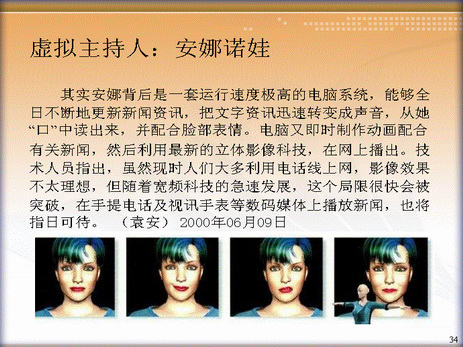 虚拟主持人：安娜诺娃
其实安娜背后是一套运行速度极高的电脑系统，能够全
日不断地更新新闻资讯，把文字资讯迅速转变成声音，从她
“口”中读出来，并配合脸部表情。电脑又即时制作动画配合
有关新闻，然后利用最新的立体影像科技，在网上播出。技
术人员指出，虽然现时人们大多利用电话线上网，影像效果
不太理想，但随着宽频科技的急速发展，这个局限很快会被
突破，在手提电话及视讯手表等数码媒体上播放新闻，也将
指日可待。（袁安） 2000年06月09日
34